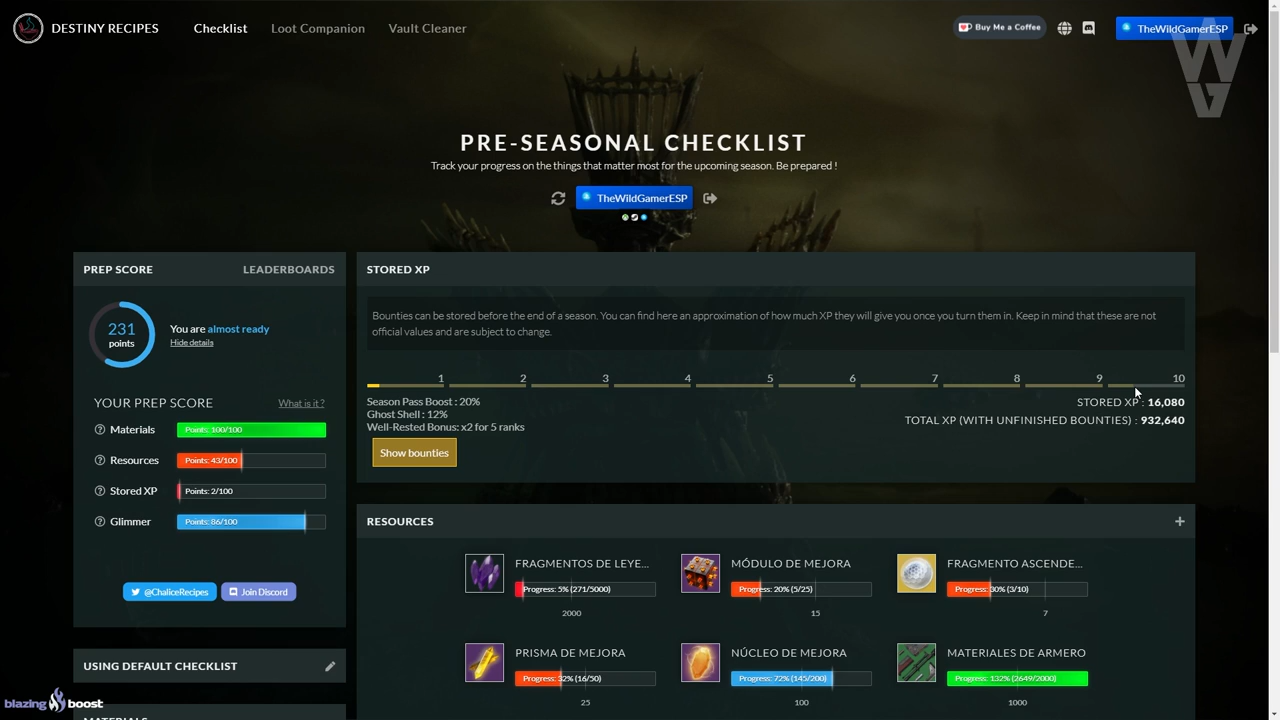 DESTINY RECIPES
Checklist
Loot Companion
Vault Cleaner
Buy Me a Coffee
TheWildGamerESP
PRE-SEASONAL CHECKLIST
Track your progress on the things that matter most for the upcoming season. Be prepared !
TheWildGamerESP
PREP SCORE
LEADERBOARDS
231
points
You are almost ready
Hide details
YOUR PREP SCORE
What is it ?
Materials
Points: 100/100
Resources
Points: 43/100
Stored XP
Points: 2/100
Glimmer
Points: 86/100
@ChaliceRecipes
Join Discord
USING DEFAULT CHECKLIST
STORED XP
Bounties can be stored before the end of a season. You can find here an approximation of how much XP they will give you once you turn them in. Keep in mind that these are not
official values and are subject to change.
1 2 3 4 5 6 7 8 9 10
Season Pass Boost : 20%
Ghost Shell : 12%
Well-Rested Bonus: x2 for 5 ranks
STORED XP : 16,080
TOTAL XP (WITH UNFINISHED BOUNTIES) : 932,640
Show bounties
RESOURCES
+
FRAGMENTOS DE LEYE...
Progress: 5% (271/5000)
2000
MÓDULO DE MEJORA
Progress: 20% (5/25)
15
FRAGMENTO ASCENDE...
Progress: 30% (3/10)
7
PRISMA DE MEJORA
Progress: 32% (16/50)
25
NÚCLEO DE MEJORA
Progress: 72% (145/200)
100
MATERIALES DE ARMERO
Progress: 132% (2649/2000)
1000
blazing boost
MATERIALS